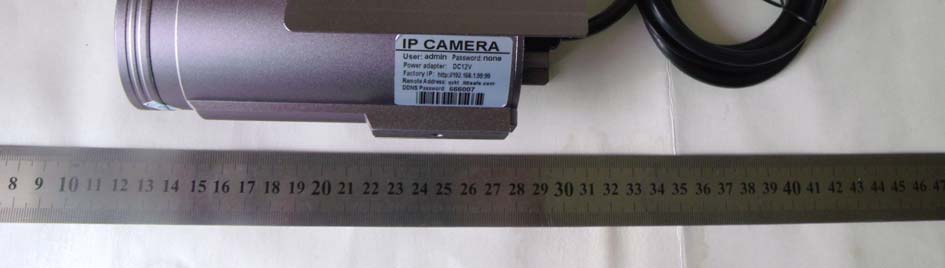 IP CAMERA
User: admin Password: none
Power adapter: DC12V
Factory IP: http://192.168.1.99:99
Remote Address:
DDNS Password: 666007
8 9 10 11 12 13 14 15 16 17 18 19 20 21 22 23 24 25 26 27 28 29 30 31 32 33 34 35 36 37 38 39 40 41 42 43 44 45 46